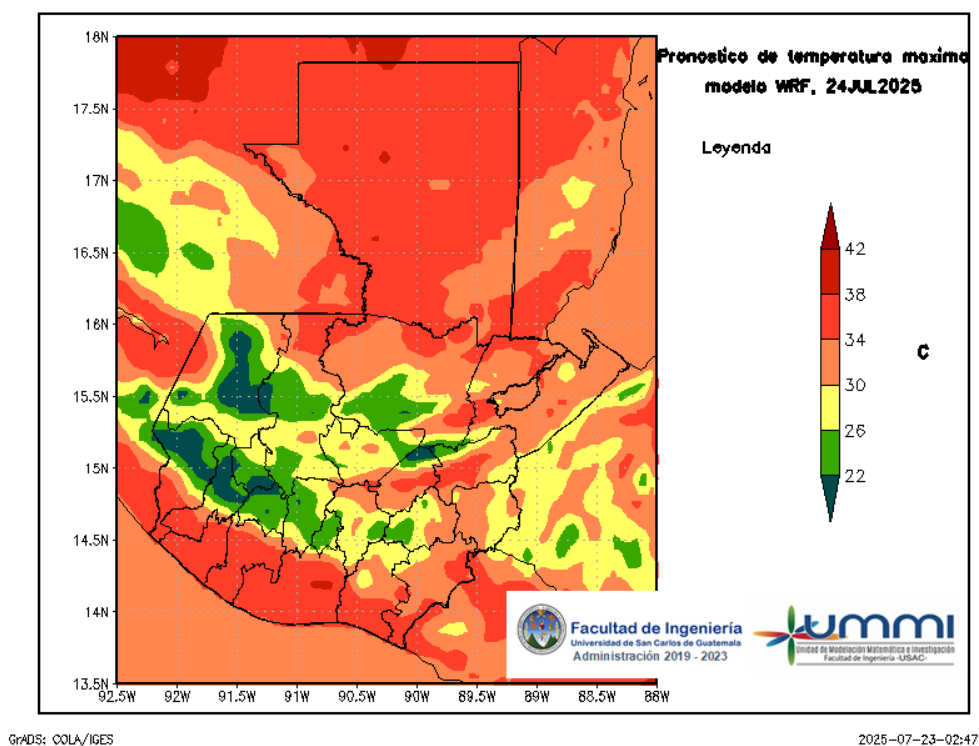 Pronostico de temperatura maxima
modelo WRF, 24JUL2025
Leyenda
42
38
34
30
26
22
C
18N
17.5N
17N
16.5N
16N
15.5N
15N
14.5N
14N
13.5N
92.5W 92W 91.5W 91W 90.5W 90W 89.5W 89W 88.5W 88W
Facultad de Ingeniería
Universidad de San Carlos de Guatemala
Administración 2019 - 2023
ummi
Unidad de Modelación Matemática e Investigación
Facultad de Ingeniería -USAC-
GrADS: COLA/IGES
2025-07-23-02:47